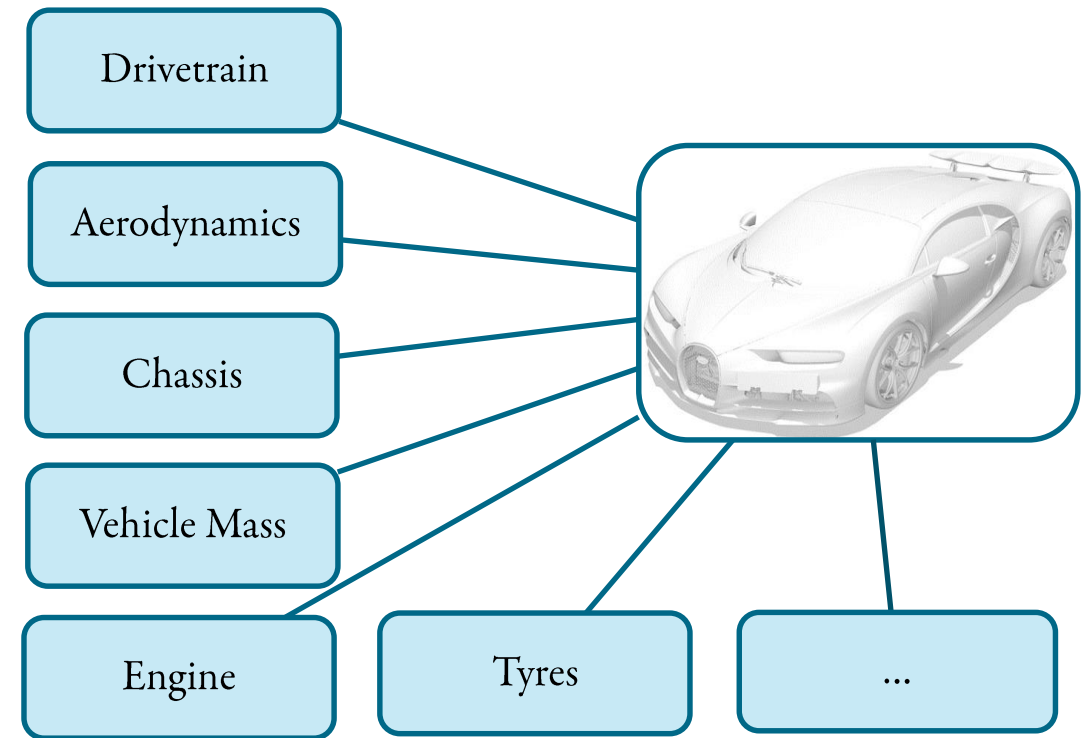 Drivetrain
Aerodynamics
Chassis
Vehicle Mass
Engine
Tyres
...